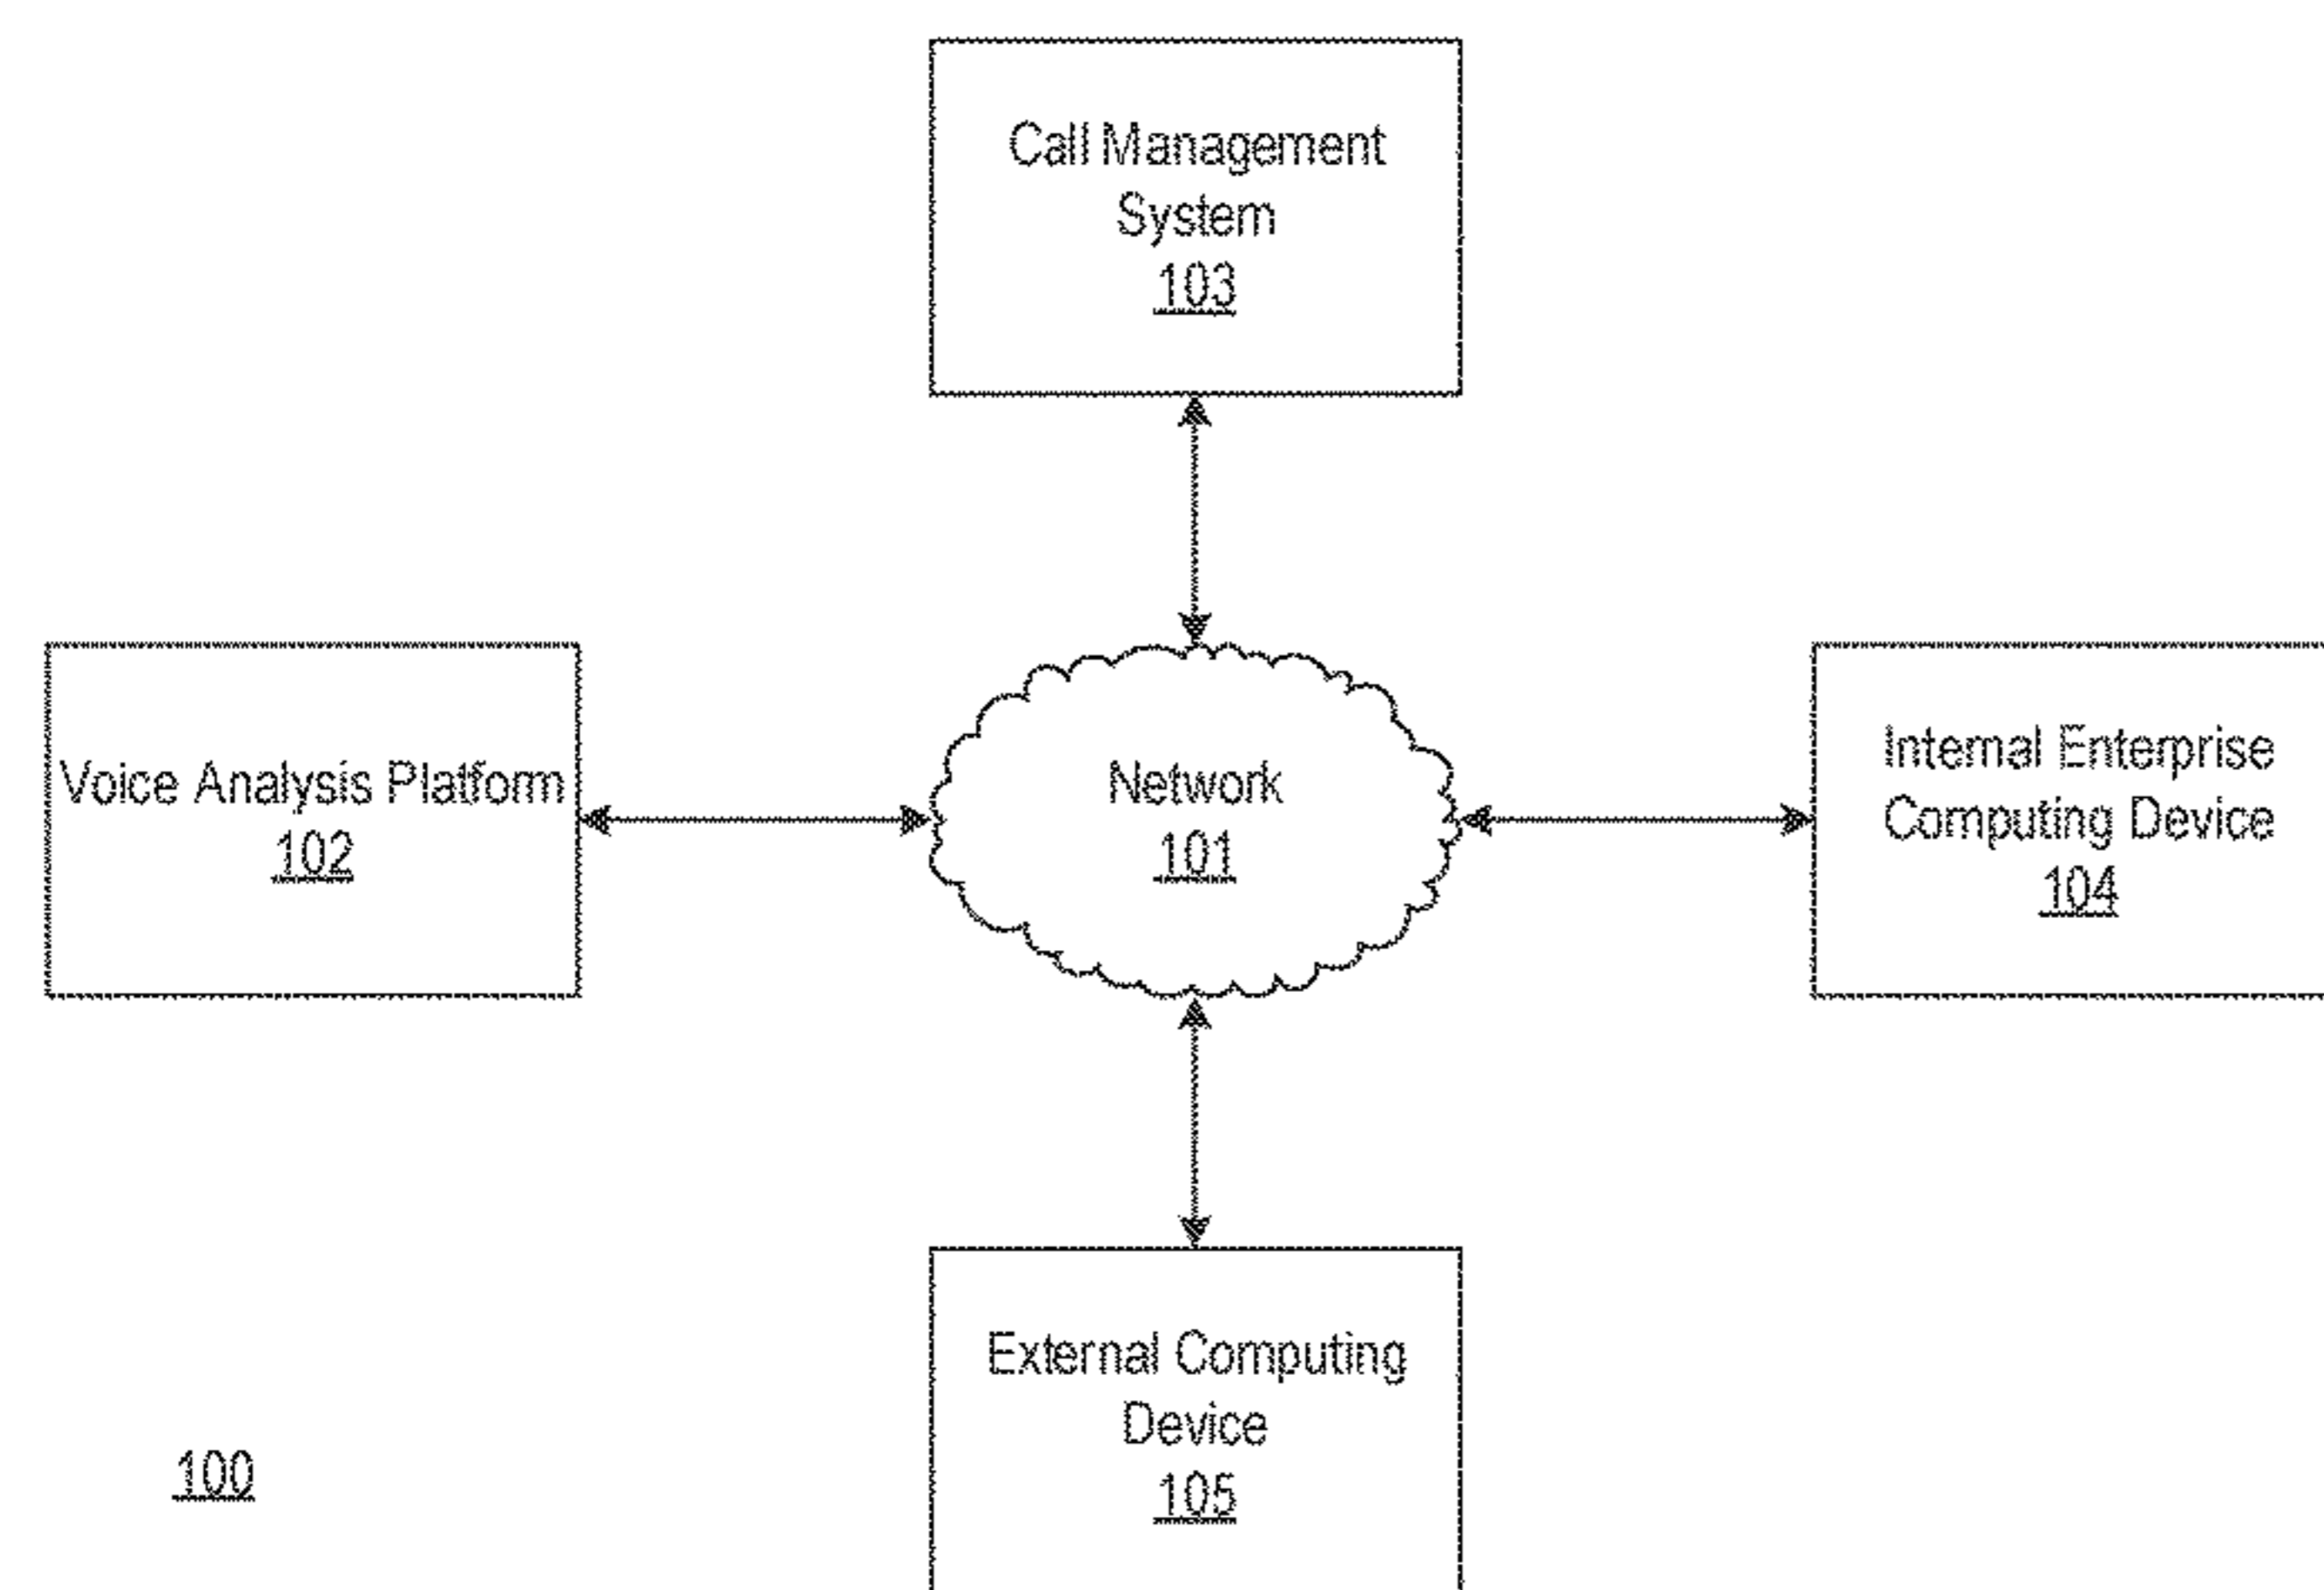 Call Management
System
103
Voice Analysis Platform
102
Network
101
Internal Enterprise
Computing Device
104
External Computing
Device
105
100